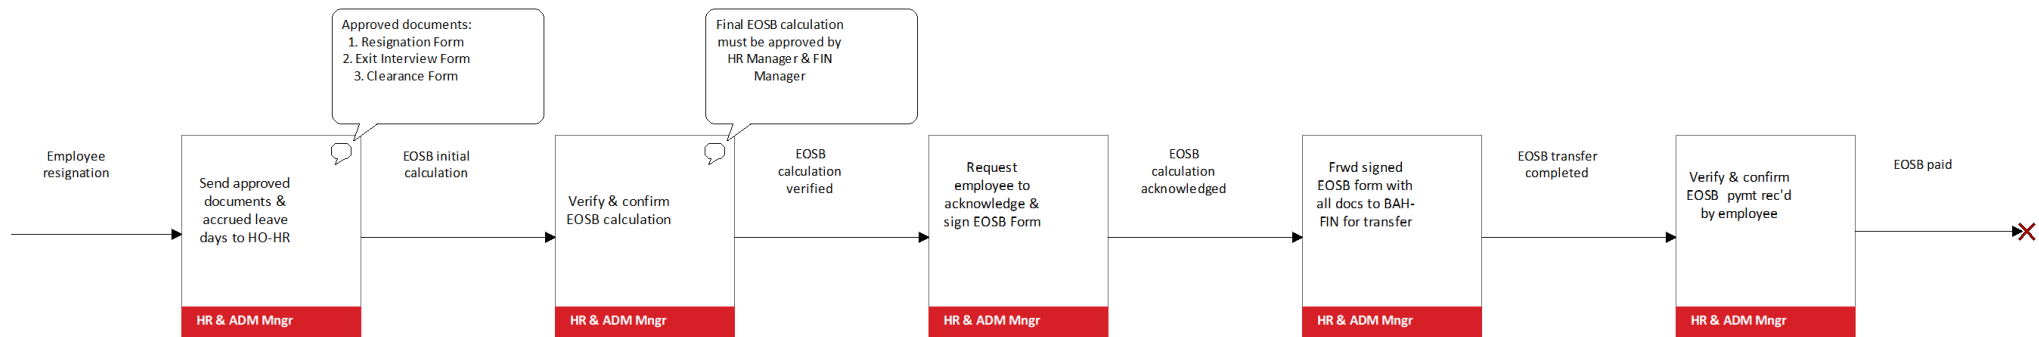 Approved documents:
1. Resignation Form
2. Exit Interview Form
3. Clearance Form
Final EOSB calculation
must be approved by
HR Manager & FIN
Manager
Employee
resignation
Send approved
documents &
accrued leave
days to HO-HR
HR & ADM Mngr
EOSB initial
calculation
Verify & confirm
EOSB calculation
HR & ADM Mngr
EOSB
calculation
verified
Request
employee to
acknowledge &
sign EOSB Form
HR & ADM Mngr
EOSB
calculation
acknowledged
Frwd signed
EOSB form with
all docs to BAH-
FIN for transfer
HR & ADM Mngr
EOSB transfer
completed
Verify & confirm
EOSB pymt rec'd
by employee
HR & ADM Mngr
EOSB paid